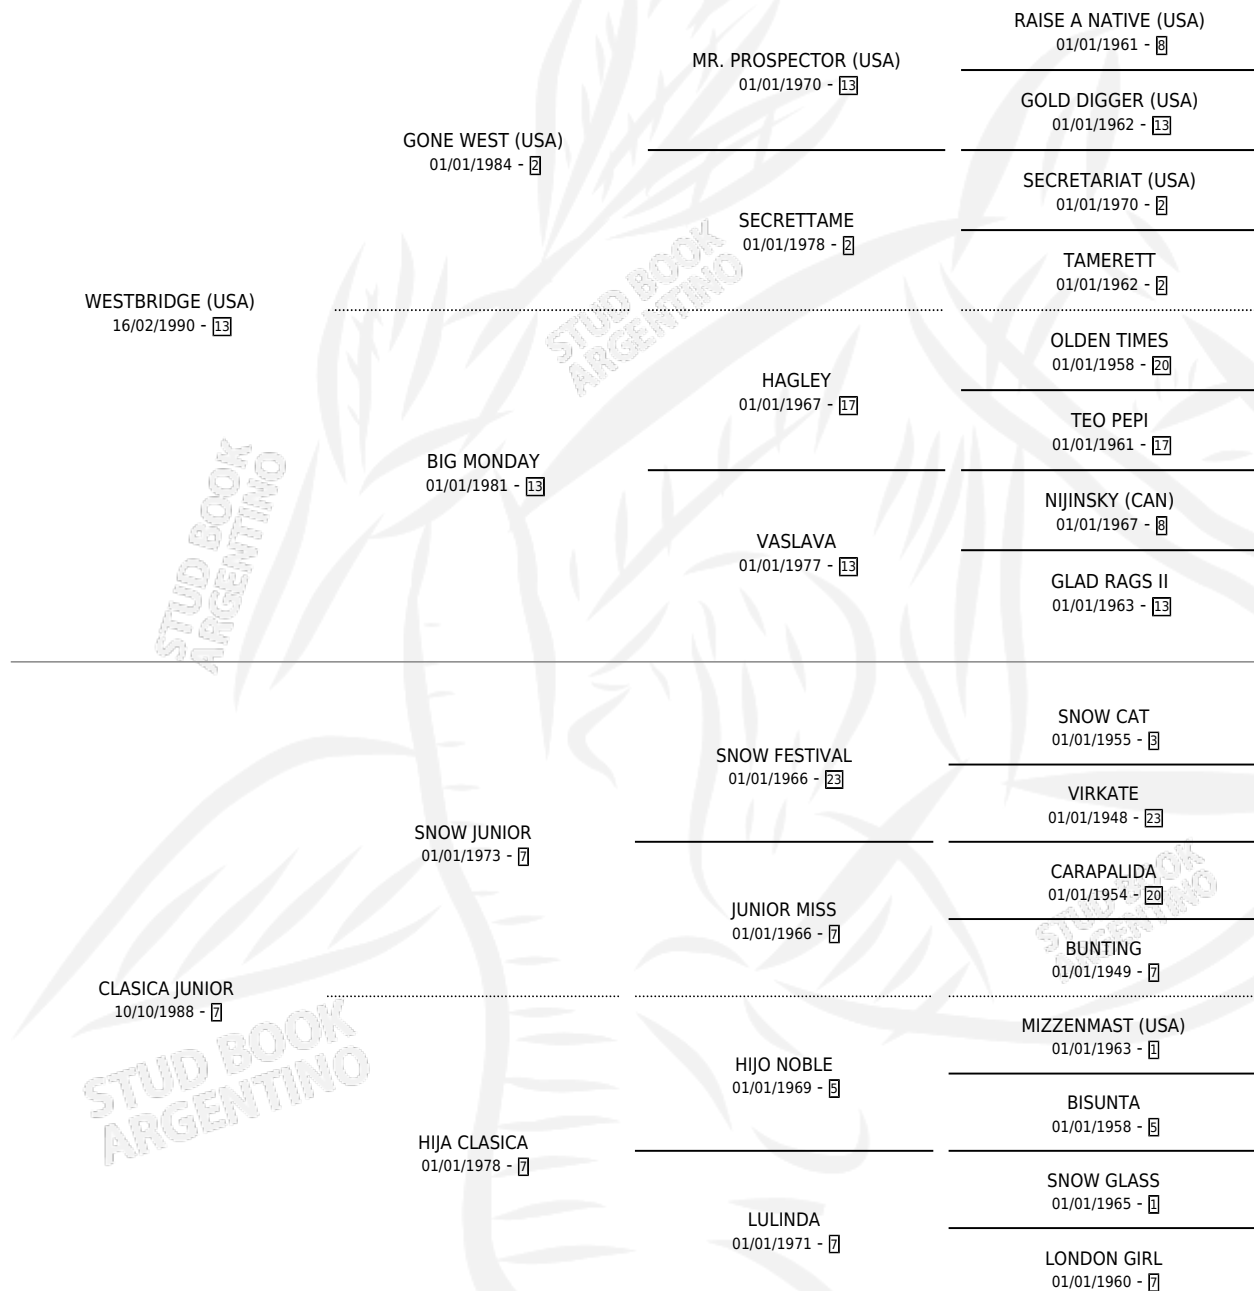 RAISE A NATIVE (USA)
01/01/1961 - 8
MR. PROSPECTOR (USA)
01/01/1970 - 13
GOLD DIGGER (USA)
01/01/1962 - 13
GONE WEST (USA)
01/01/1984 - 2
SECRETARIAT (USA)
01/01/1970 - 2
SECRETTAME
01/01/1978 - 2
TAMERETT
01/01/1962 - 2
WESTBRIDGE (USA)
16/02/1990 - 13
OLDEN TIMES
01/01/1958 - 20
HAGLEY
01/01/1967 - 17
TEO PEPI
01/01/1961 - 17
BIG MONDAY
01/01/1981 - 13
NIJINSKY (CAN)
01/01/1967 - 8
VASLAVA
01/01/1977 - 13
GLAD RAGS II
01/01/1963 - 13
SNOW CAT
01/01/1955 - 3
SNOW FESTIVAL
01/01/1966 - 23
VIRKATE
01/01/1948 - 23
SNOW JUNIOR
01/01/1973 - 7
CARAPALIDA
01/01/1954 - 20
JUNIOR MISS
01/01/1966 - 7
BUNTING
01/01/1949 - 7
CLASICA JUNIOR
10/10/1988 - 7
MIZZENMAST (USA)
01/01/1963 - 1
HIJO NOBLE
01/01/1969 - 5
BISUNTA
01/01/1958 - 5
HIJA CLASICA
01/01/1978 - 7
SNOW GLASS
01/01/1965 - 1
LULINDA
01/01/1971 - 7
LONDON GIRL
01/01/1960 - 7
STUD BOOK
ARGENTINO
STUD BOOK
ARGENTINO
STUD BOOK
ARGENTINO
STUD BOOK
ARGENTINO